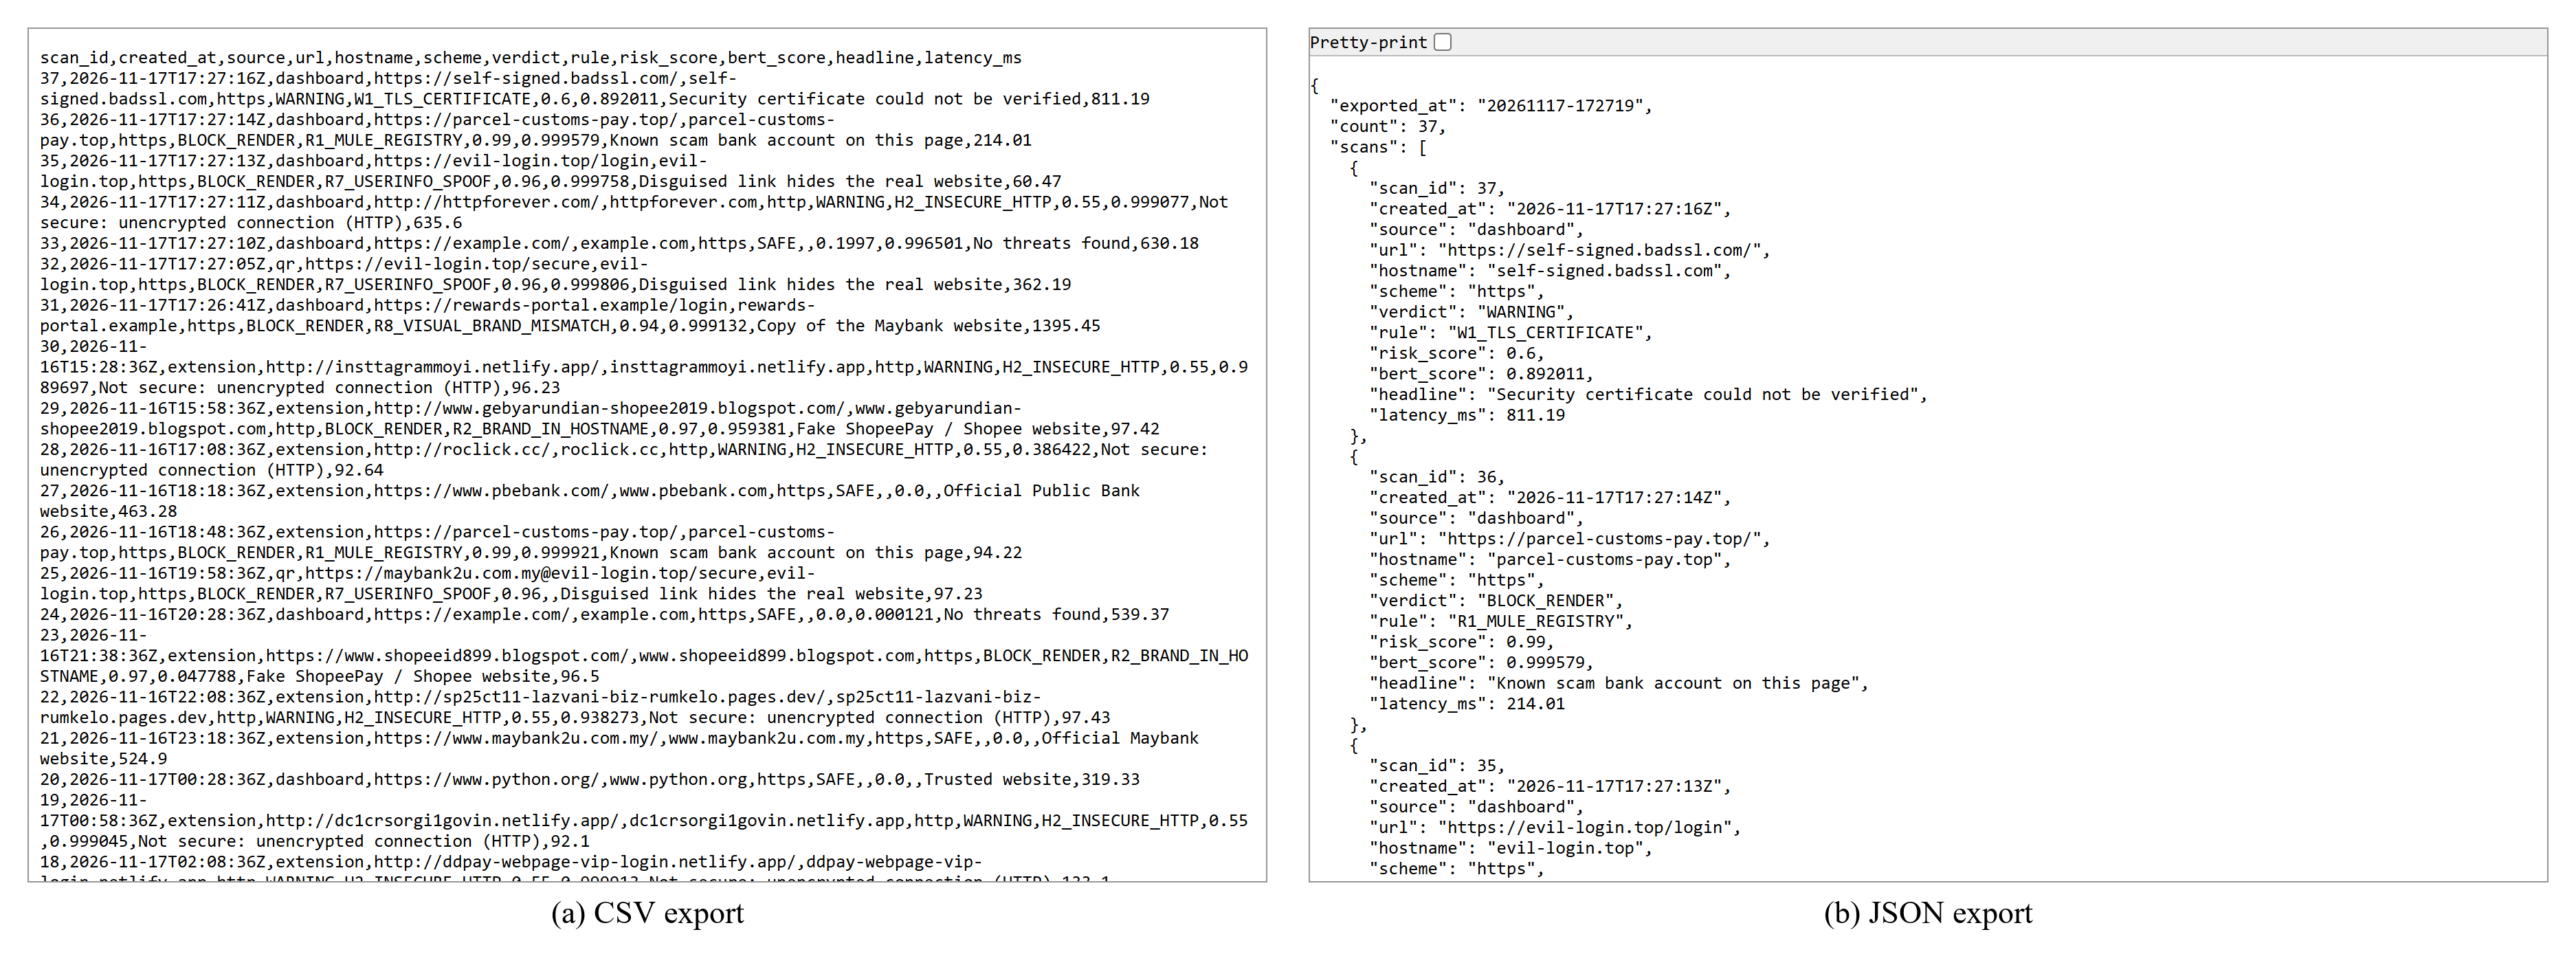 scan_id,created_at,source,url,hostname,scheme,verdict,rule,risk_score,bert_score,headline,latency_ms
37,2026-11-17T17:27:16Z,dashboard,https://self-signed.badssl.com/,self-
signed.badssl.com,https,WARNING,W1_TLS_CERTIFICATE,0.6,0.892011,Security certificate could not be verified,811.19
36,2026-11-17T17:27:14Z,dashboard,https://parcel-customs-pay.top/,parcel-customs-
pay.top,https,BLOCK_RENDER,R1_MULE_REGISTRY,0.99,0.999579,Known scam bank account on this page,214.01
35,2026-11-17T17:27:13Z,dashboard,https://evil-login.top/login,evil-
login.top,https,BLOCK_RENDER,R7_USERINFO_SPOOF,0.96,0.999758,Disguised link hides the real website,60.47
34,2026-11-17T17:27:11Z,dashboard,http://httpforever.com/,httpforever.com,http,WARNING,H2_INSECURE_HTTP,0.55,0.999077,Not
secure: unencrypted connection (HTTP),635.6
33,2026-11-17T17:27:10Z,dashboard,https://example.com/,example.com,https,SAFE,,0.1997,0.996501,No threats found,630.18
32,2026-11-17T17:27:05Z,qr,https://evil-login.top/secure,evil-
login.top,https,BLOCK_RENDER,R7_USERINFO_SPOOF,0.96,0.999806,Disguised link hides the real website,362.19
31,2026-11-17T17:26:41Z,dashboard,https://rewards-portal.example/login,rewards-
portal.example,https,BLOCK_RENDER,R8_VISUAL_BRAND_MISMATCH,0.94,0.999132,Copy of the Maybank website,1395.45
30,2026-11-
16T15:28:36Z,extension,http://insttagrammoyi.netlify.app/,insttagrammoyi.netlify.app,http,WARNING,H2_INSECURE_HTTP,0.55,0.9
89697,Not secure: unencrypted connection (HTTP),96.23
29,2026-11-16T15:58:36Z,extension,http://www.gebyarundian-shopee2019.blogspot.com/,www.gebyarundian-
shopee2019.blogspot.com,http,BLOCK_RENDER,R2_BRAND_IN_HOSTNAME,0.97,0.959381,Fake ShopeePay / Shopee website,97.42
28,2026-11-16T17:08:36Z,extension,http://roclick.cc/,roclick.cc,http,WARNING,H2_INSECURE_HTTP,0.55,0.386422,Not secure:
unencrypted connection (HTTP),92.64
27,2026-11-16T18:18:36Z,extension,https://www.pbebank.com/,www.pbebank.com,https,SAFE,,0.0,,Official Public Bank
website,463.28
26,2026-11-16T18:48:36Z,extension,https://parcel-customs-pay.top/,parcel-customs-
pay.top,https,BLOCK_RENDER,R1_MULE_REGISTRY,0.99,0.999921,Known scam bank account on this page,94.22
25,2026-11-16T19:58:36Z,qr,https://maybank2u.com.my@evil-login.top/secure,evil-
login.top,https,BLOCK_RENDER,R7_USERINFO_SPOOF,0.96,,Disguised link hides the real website,97.23
24,2026-11-16T20:28:36Z,dashboard,https://example.com/,example.com,https,SAFE,,0.0,0.000121,No threats found,539.37
23,2026-11-
16T21:38:36Z,extension,https://www.shopeeid899.blogspot.com/,www.shopeeid899.blogspot.com,https,BLOCK_RENDER,R2_BRAND_IN_HO
STNAME,0.97,0.047788,Fake ShopeePay / Shopee website,96.5
22,2026-11-16T22:08:36Z,extension,http://sp25ct11-lazvani-biz-rumkelo.pages.dev/,sp25ct11-lazvani-biz-
rumkelo.pages.dev,http,WARNING,H2_INSECURE_HTTP,0.55,0.938273,Not secure: unencrypted connection (HTTP),97.43
21,2026-11-16T23:18:36Z,extension,https://www.maybank2u.com.my/,www.maybank2u.com.my,https,SAFE,,0.0,,Official Maybank
website,524.9
20,2026-11-17T00:28:36Z,dashboard,https://www.python.org/,www.python.org,https,SAFE,,0.0,,Trusted website,319.33
19,2026-11-
17T00:58:36Z,extension,http://dc1crsorgi1govin.netlify.app/,dc1crsorgi1govin.netlify.app,http,WARNING,H2_INSECURE_HTTP,0.55
,0.999045,Not secure: unencrypted connection (HTTP),92.1
18,2026-11-17T02:08:36Z,extension,http://ddpay-webpage-vip-login.netlify.app/,ddpay-webpage-vip-
(a) CSV export
Pretty-print
{
"exported_at": "20261117-172719",
"count": 37,
"scans": [
{
"scan_id": 37,
"created_at": "2026-11-17T17:27:16Z",
"source": "dashboard",
"url": "https://self-signed.badssl.com/",
"hostname": "self-signed.badssl.com",
"scheme": "https",
"verdict": "WARNING",
"rule": "W1_TLS_CERTIFICATE",
"risk_score": 0.6,
"bert_score": 0.892011,
"headline": "Security certificate could not be verified",
"latency_ms": 811.19
},
{
"scan_id": 36,
"created_at": "2026-11-17T17:27:14Z",
"source": "dashboard",
"url": "https://parcel-customs-pay.top/",
"hostname": "parcel-customs-pay.top",
"scheme": "https",
"verdict": "BLOCK_RENDER",
"rule": "R1_MULE_REGISTRY",
"risk_score": 0.99,
"bert_score": 0.999579,
"headline": "Known scam bank account on this page",
"latency_ms": 214.01
},
{
"scan_id": 35,
"created_at": "2026-11-17T17:27:13Z",
"source": "dashboard",
"url": "https://evil-login.top/login",
"hostname": "evil-login.top",
"scheme": "https",
(b) JSON export